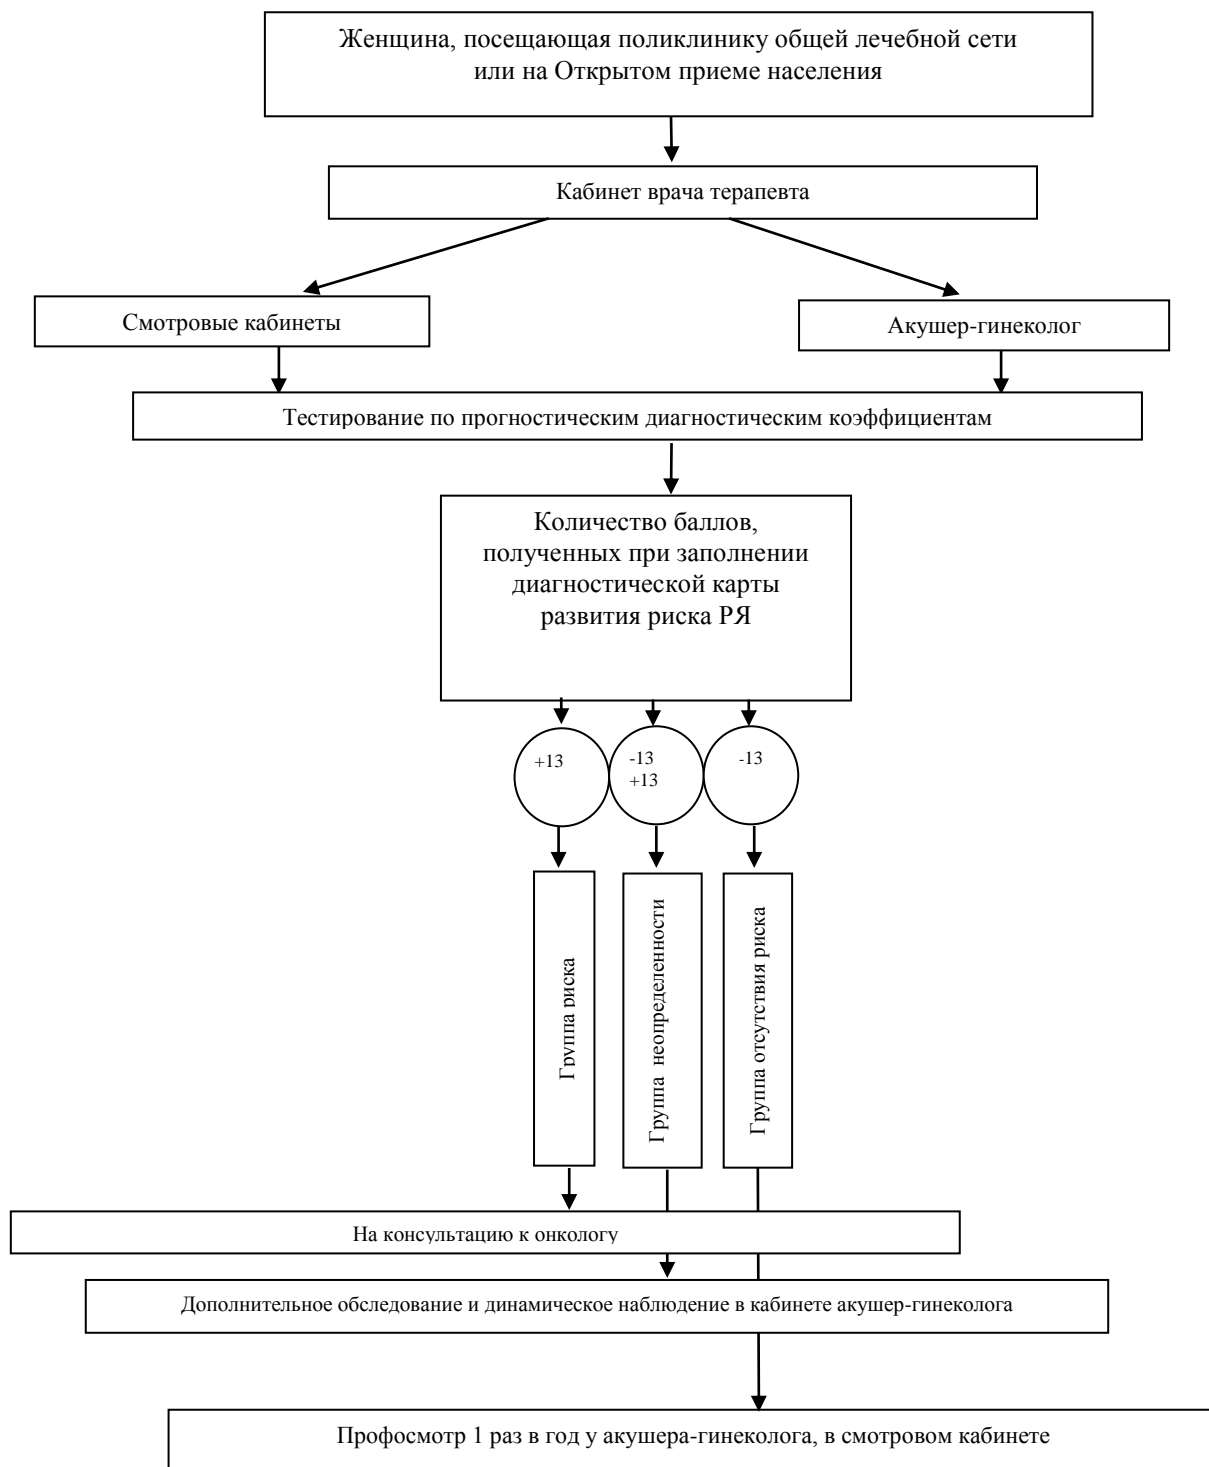 Женщина, посещающая поликлинику общей лечебной сети
или на Открытом приеме населения
Кабинет врача терапевта
Смотровые кабинеты
Акушер-гинеколог
Тестирование по прогностическим диагностическим коэффициентам
Количество баллов,
полученных при заполнении
диагностической карты
развития риска РЯ
+13
-13
+13
-13
Группа риска
Группа неопределенности
Группа отсутствия риска
На консультацию к онкологу
Дополнительное обследование и динамическое наблюдение в кабинете акушер-гинеколога
Профосмотр 1 раз в год у акушера-гинеколога, в смотровом кабинете